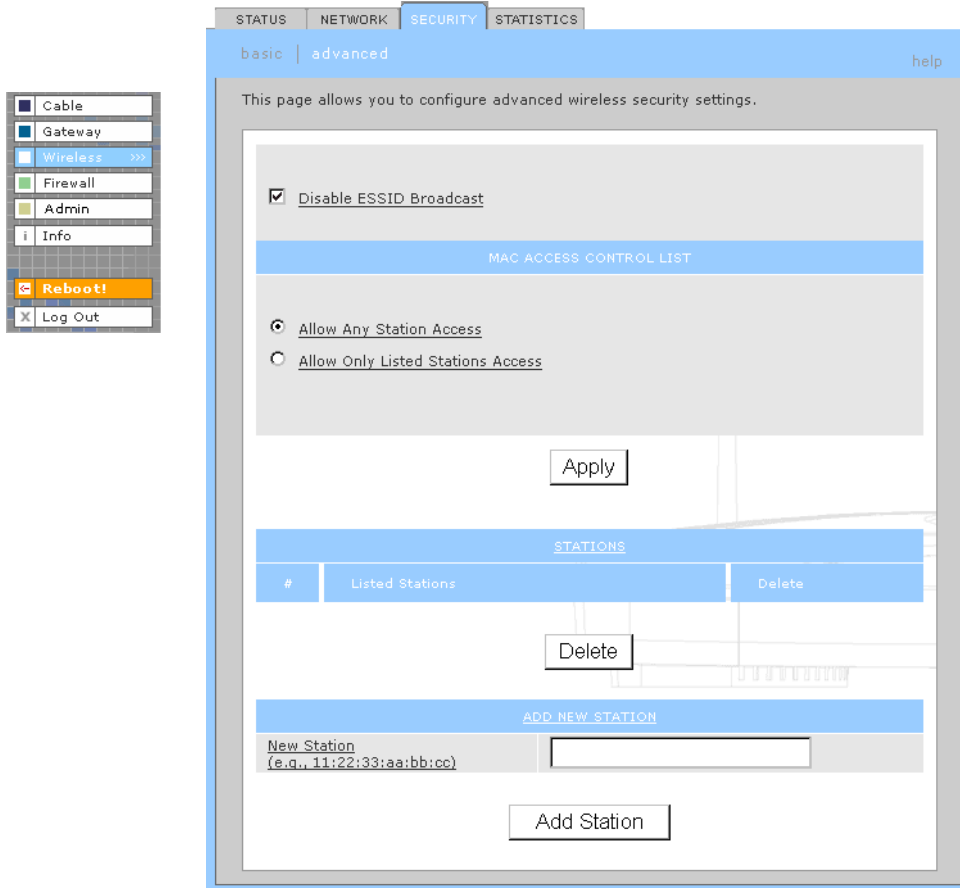 STATUS NETWORK SECURITY STATISTICS
basic | advanced
help
Cable
Gateway
Wireless >>>
Firewall
Admin
i Info
Reboot!
X Log Out
This page allows you to configure advanced wireless security settings.
Disable ESSID Broadcast
MAC ACCESS CONTROL LIST
Allow Any Station Access
Allow Only Listed Stations Access
Apply
STATIONS
# Listed Stations Delete
Delete
ADD NEW STATION
New Station
(e.g., 11:22:33:aa:bb:cc)
Add Station